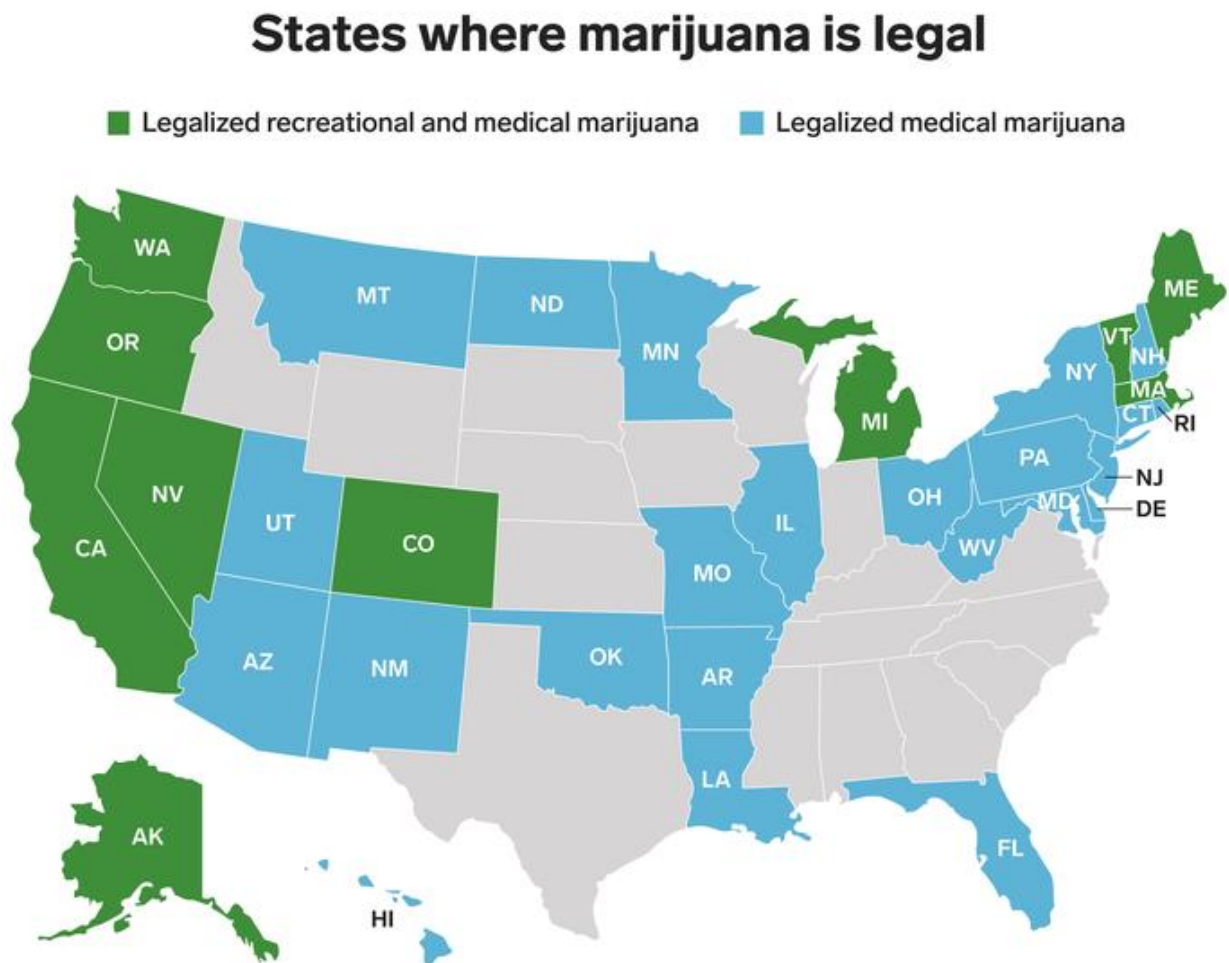 States where marijuana is legal
Legalized recreational and medical marijuana
Legalized medical marijuana
WA
MT
ND
ME
OR
MN
VT
NH
NY
MA
CT
RI
MI
PA
NJ
NV
OH
MD
DE
UT
IL
CA
CO
WV
MO
AZ
NM
OK
AR
LA
AK
FL
HI